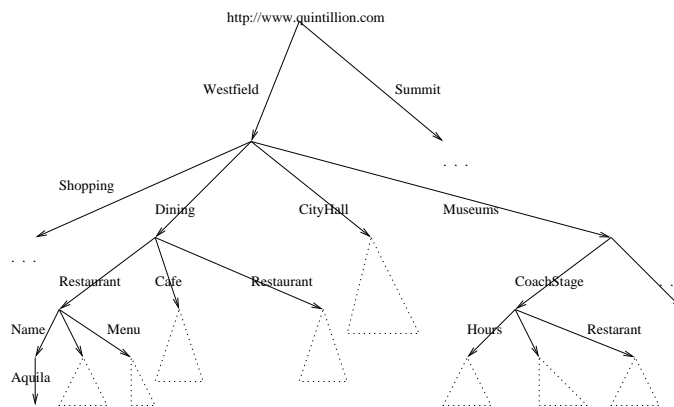 http://www.quintillion.com
Westfield Summit
. . .
Shopping
Dining CityHall Museums
. . .
Restaurant Cafe Restaurant CoachStage . . .
Name Menu Hours Restarant
Aquila